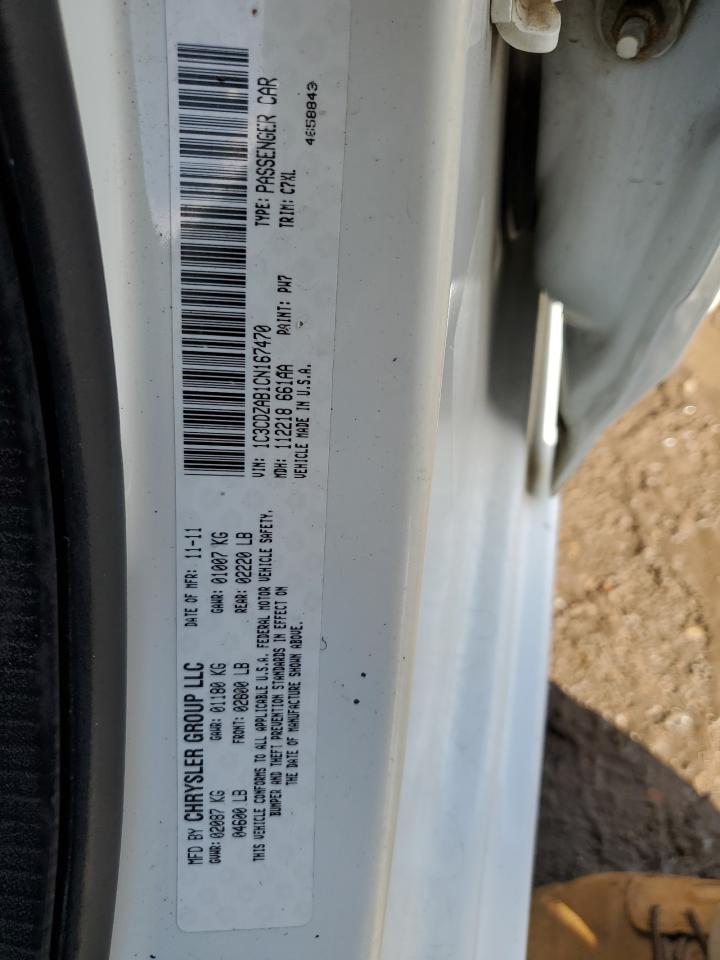 MFD BY CHRYSLER GROUP LLC DATE OF MFR: 11-11
GVWR: 02087 KG GAWR: 01180 KG GAWR: 01007 KG
04600 LB FRONT: 02600 LB REAR: 02220 LB
THIS VEHICLE CONFORMS TO ALL APPLICABLE U.S.A. FEDERAL MOTOR VEHICLE SAFETY,
BUMPER AND THEFT PREVENTION STANDARDS IN EFFECT ON
THE DATE OF MANUFACTURE SHOWN ABOVE.
VIN: 1C3CDZAB1CN167470 TYPE: PASSENGER CAR
MDH: 112218 661AA PAINT: PW7 TRIM: C7XL
VEHICLE MADE IN U.S.A. 4658843